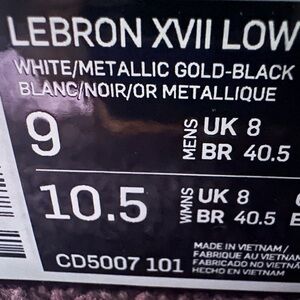 LEBRON XVII LOW
WHITE/METALLIC GOLD-BLACK
BLANC/NOIR/OR METALLIQUE
9
MENS
UK 8
BR 40.5
10.5
WMNS
UK 8
BR 40.5
CD5007 101
MADE IN VIETNAM /
FABRIQUE AU VIETNAM
FABRICADO NO VIETNÃ
HECHO EN VIETNAM